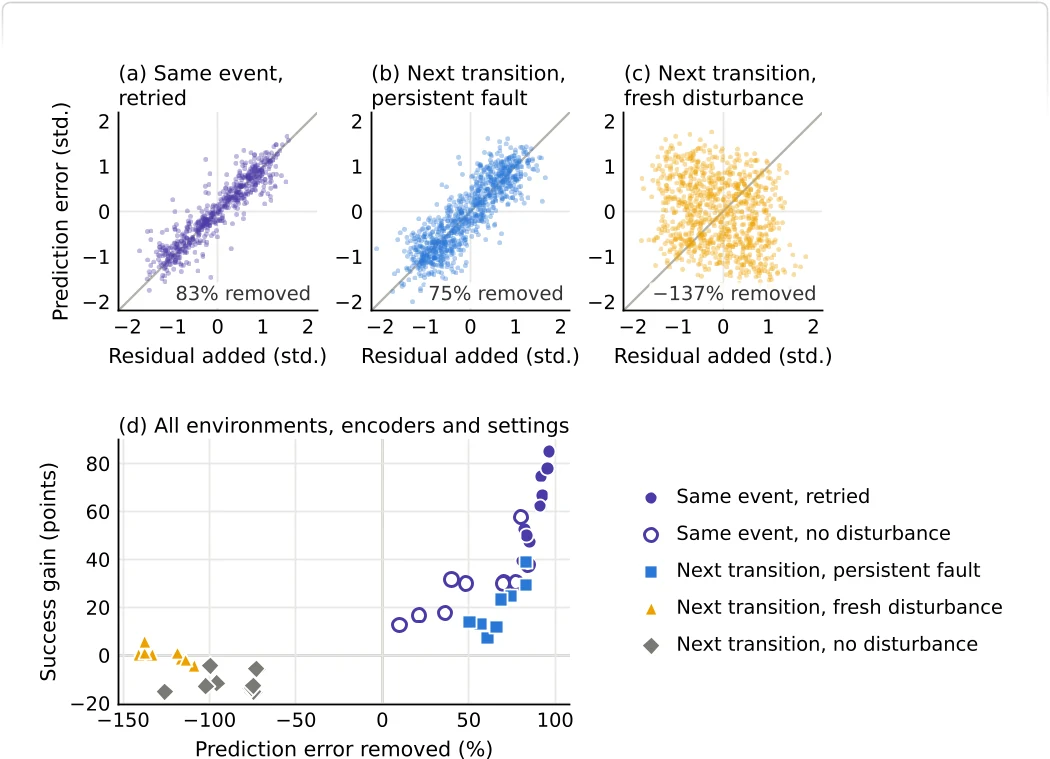 (a) Same event,
retried
(b) Next transition,
persistent fault
(c) Next transition,
fresh disturbance
Prediction error (std.)
2
1
0
−1
−2
83% removed
−2 −1 0 1 2
Residual added (std.)
2
1
0
−1
−2
75% removed
−2 −1 0 1 2
Residual added (std.)
2
1
0
−1
−2
−137% removed
−2 −1 0 1 2
Residual added (std.)
(d) All environments, encoders and settings
Success gain (points)
80
60
40
20
0
−20
−150 −100 −50 0 50 100
Prediction error removed (%)
Same event, retried
Same event, no disturbance
Next transition, persistent fault
Next transition, fresh disturbance
Next transition, no disturbance